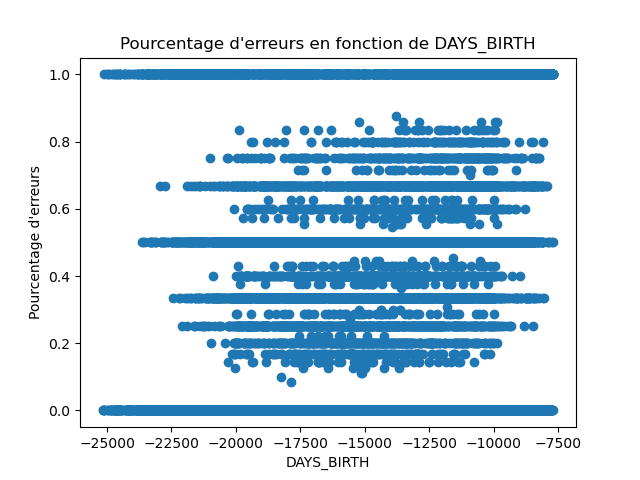 Pourcentage d'erreurs en fonction de DAYS_BIRTH
1.0
0.8
0.6
0.4
0.2
0.0
Pourcentage d'erreurs
−25000 −22500 −20000 −17500 −15000 −12500 −10000 −7500
DAYS_BIRTH